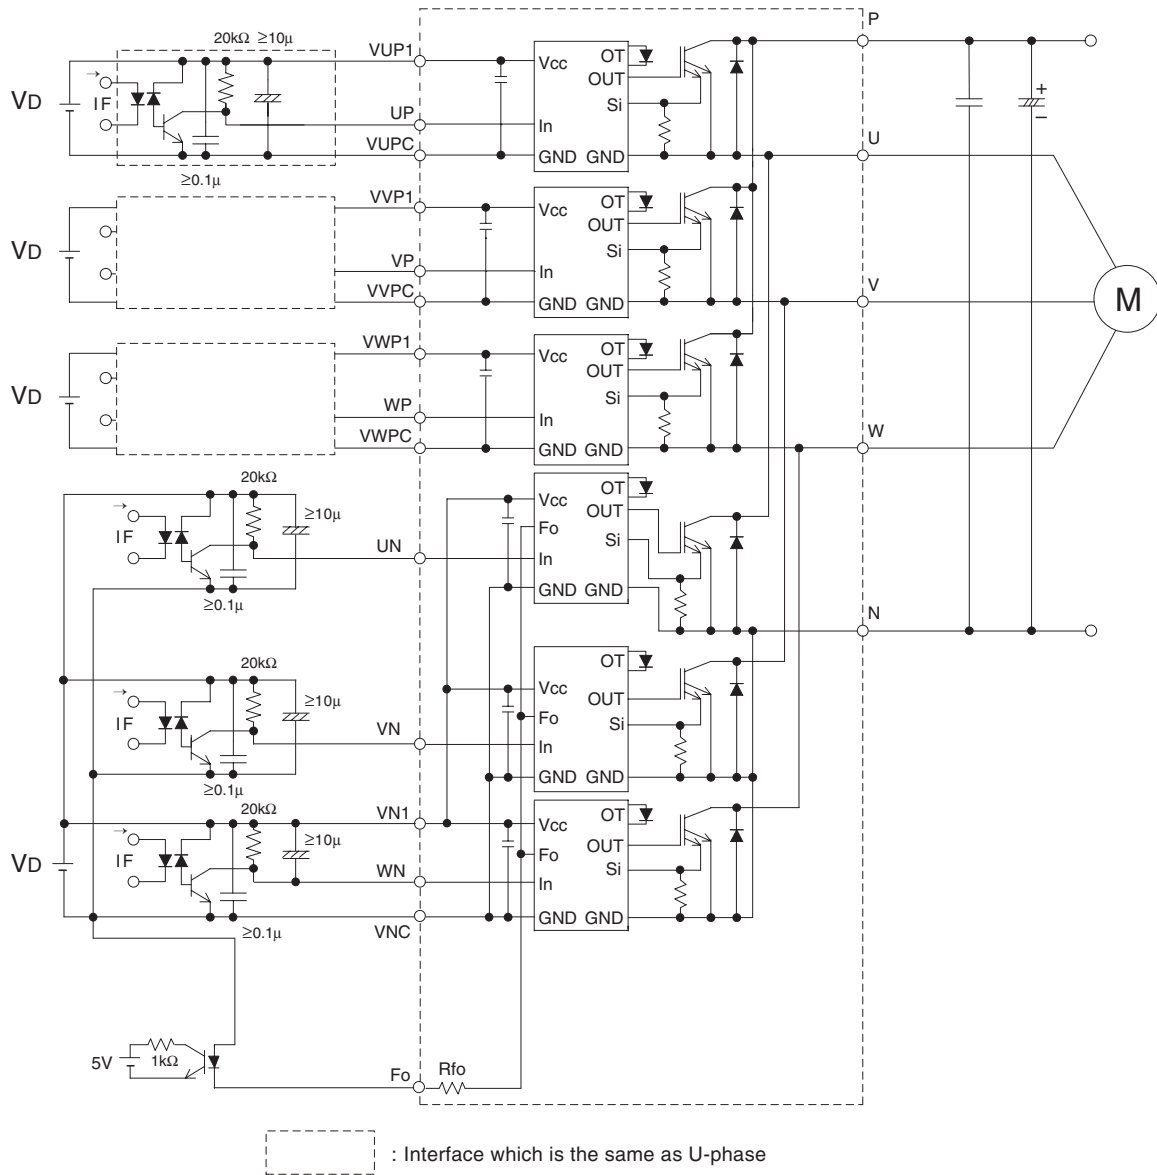 P
20kΩ ≥10µ
VUP1
OT
Vcc
OUT
VD
IF
Si
UP
In
U
VUPC
GND GND
≥0.1µ
VVP1
OT
Vcc
OUT
VD
Si
VP
In
VVPC
GND GND
V
M
VWP1
OT
Vcc
OUT
VD
Si
WP
In
W
VWPC
GND GND
20kΩ
OT
Vcc
OUT
≥10µ
Fo
IF
Si
UN
In
GND GND
≥0.1µ
N
20kΩ
OT
Vcc
≥10µ
OUT
IF
VN
Fo
Si
In
GND GND
≥0.1µ
20kΩ
VN1
OT
Vcc
≥10µ
OUT
VD
IF
Fo
Si
WN
In
GND GND
≥0.1µ
VNC
5V
1kΩ
Fo
Rfo
: Interface which is the same as U-phase